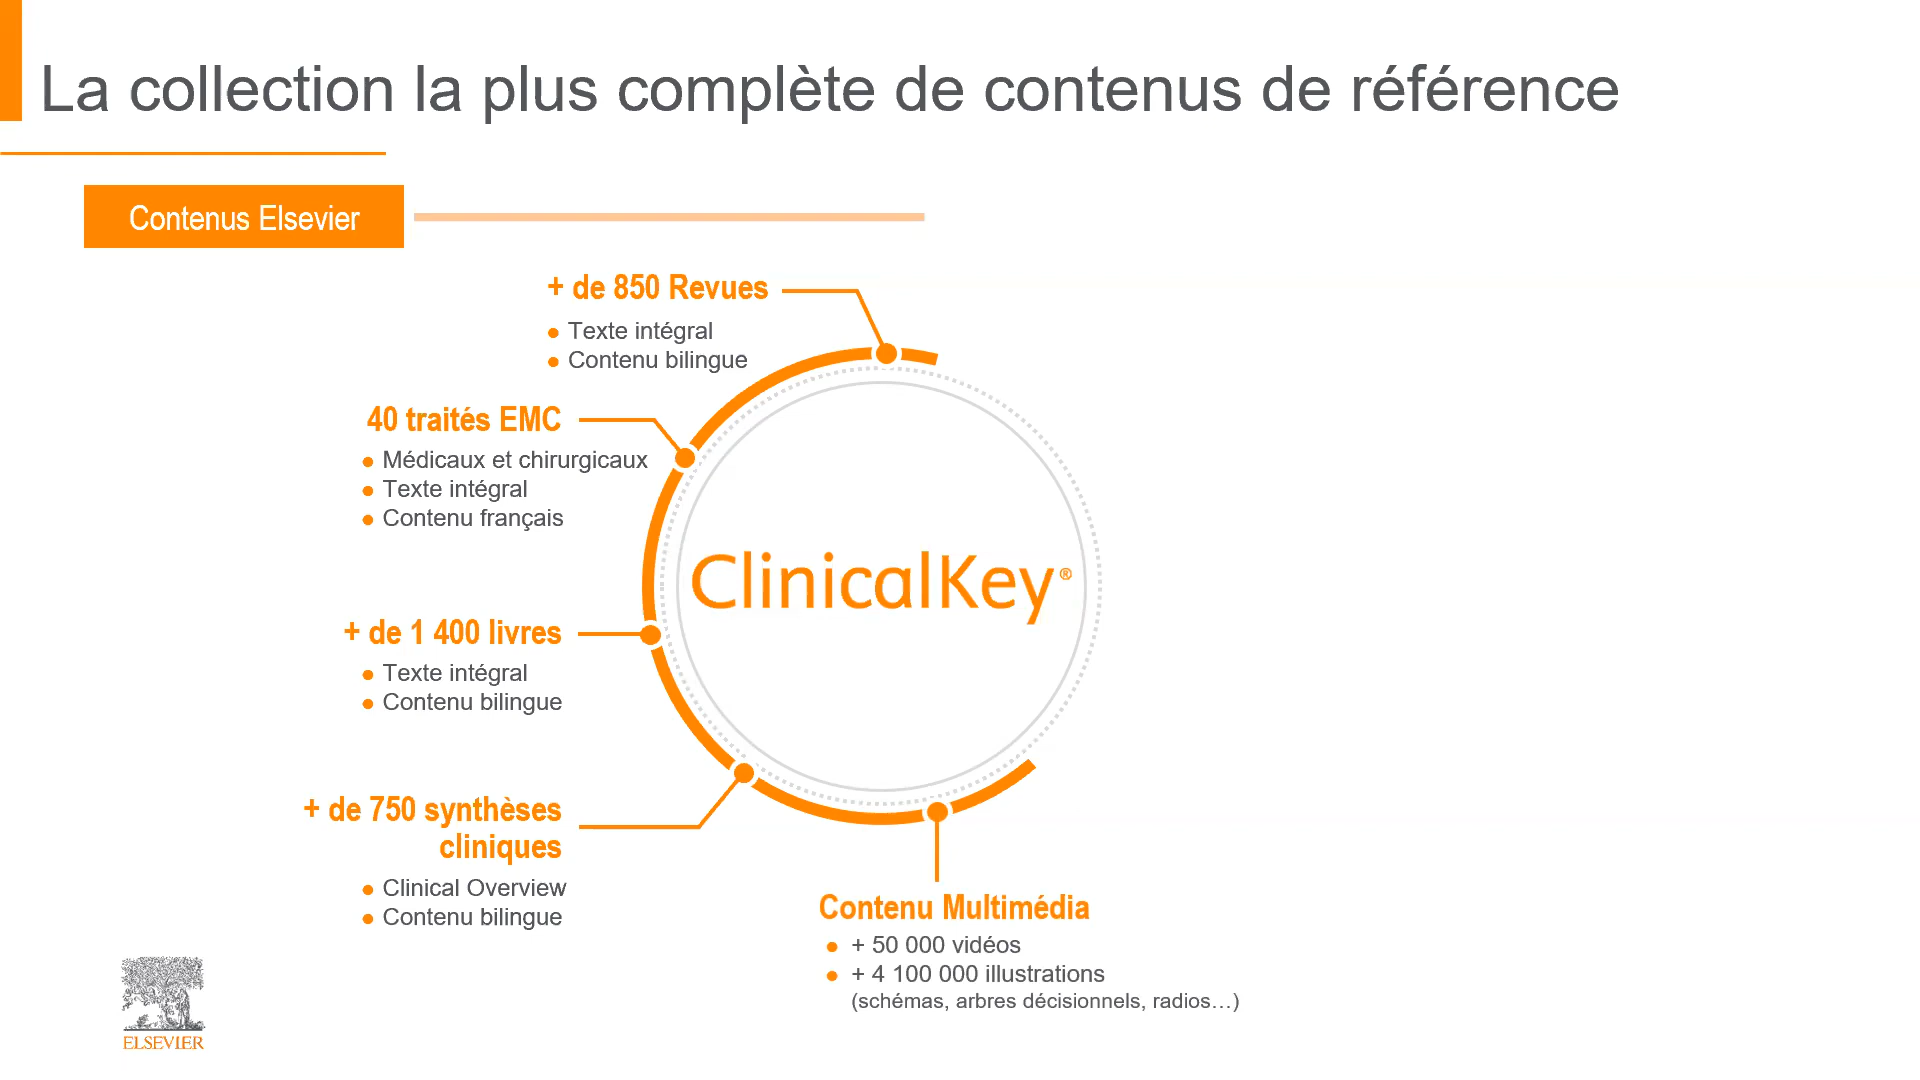 La collection la plus complète de contenus de référence
Contenus Elsevier
+ de 850 Revues
Texte intégral
Contenu bilingue
40 traités EMC
Médicaux et chirurgicaux
Texte intégral
Contenu français
ClinicalKey®
+ de 1 400 livres
Texte intégral
Contenu bilingue
+ de 750 synthèses
cliniques
Clinical Overview
Contenu bilingue
Contenu Multimédia
+ 50 000 vidéos
+ 4 100 000 illustrations
(schémas, arbres décisionnels, radios…)
ELSEVIER